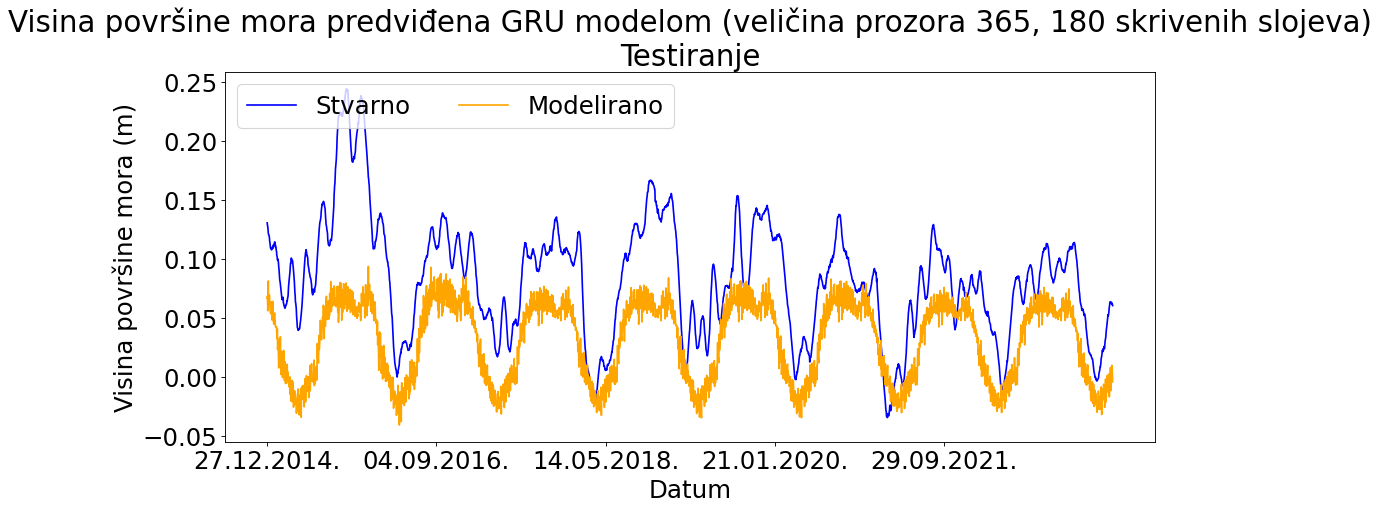 Visina površine mora predviđena GRU modelom (veličina prozora 365, 180 skrivenih slojeva)
Testiranje
Stvarno
Modelirano
Visina površine mora (m)
0.25
0.20
0.15
0.10
0.05
0.00
−0.05
27.12.2014.
04.09.2016.
14.05.2018.
21.01.2020.
29.09.2021.
Datum